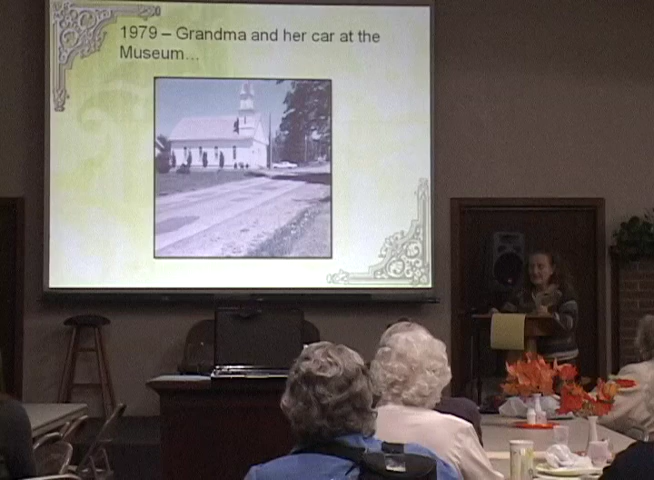 1979 – Grandma and her car at the
Museum...